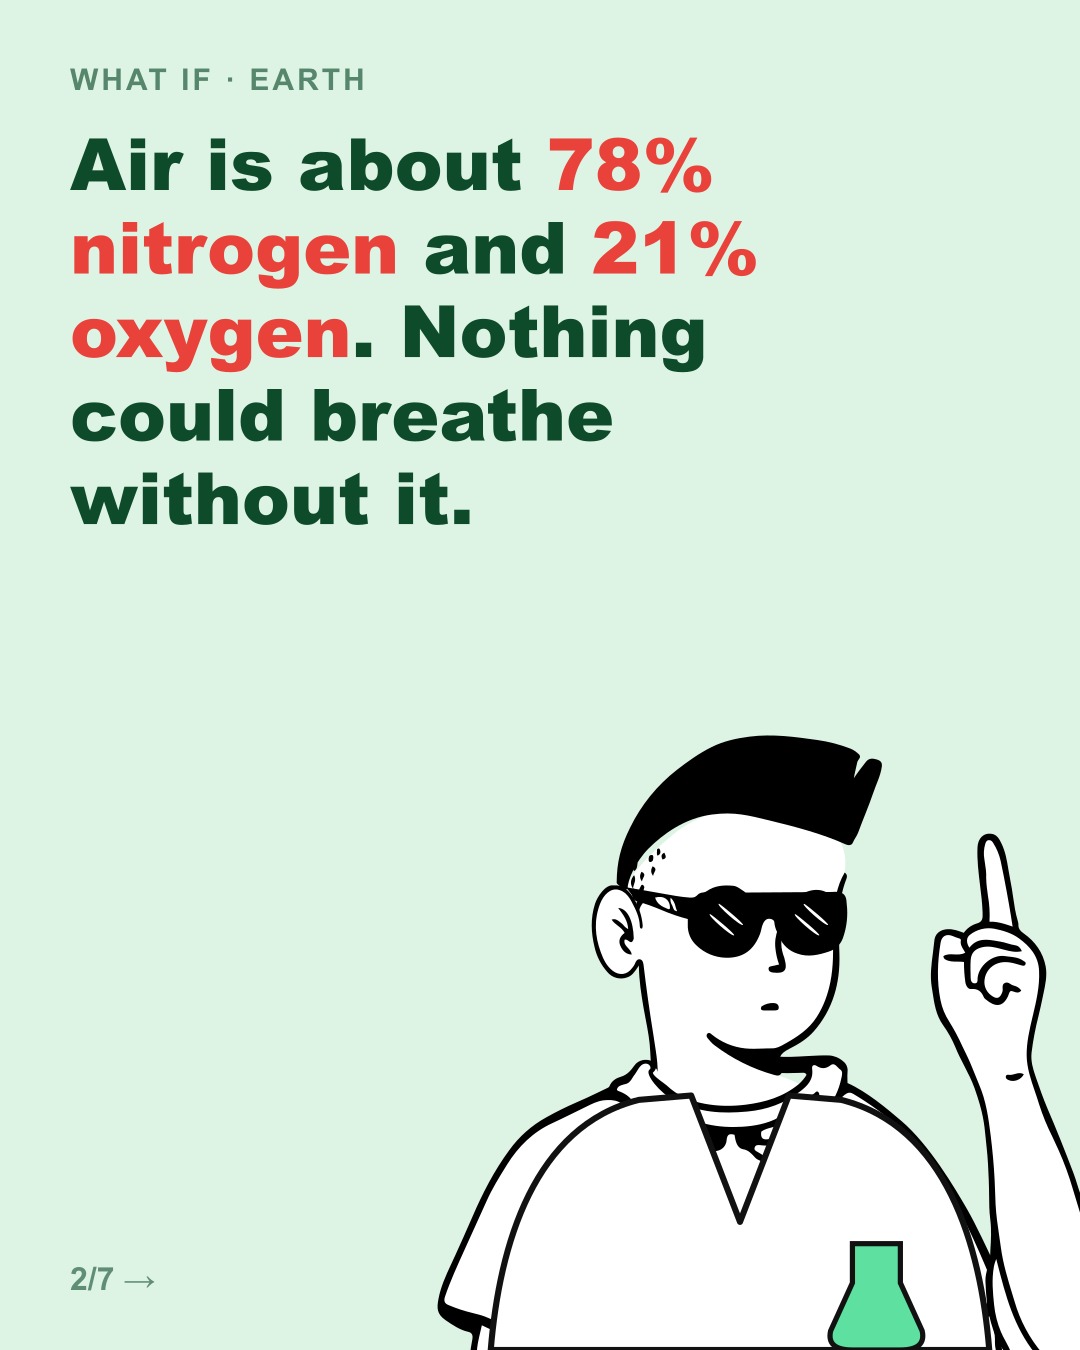 WHAT IF · EARTH
Air is about 78%
nitrogen and 21%
oxygen. Nothing
could breathe
without it.
2/7 →